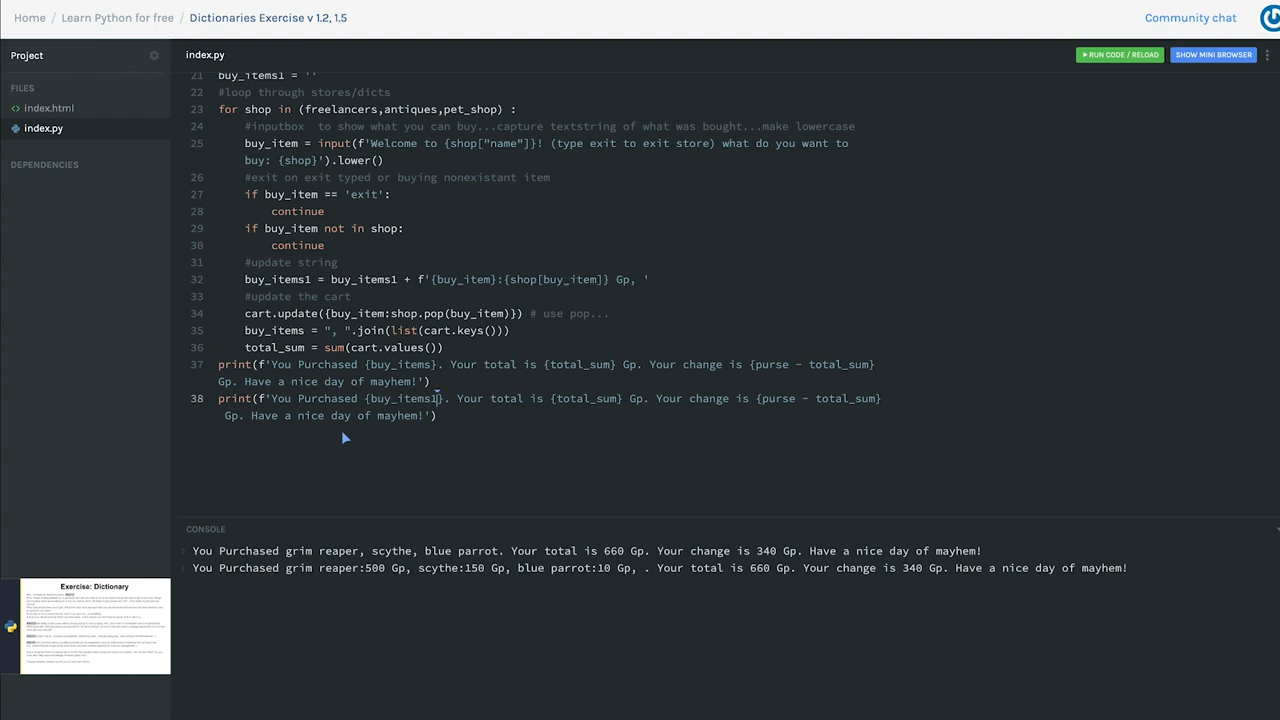 Home / Learn Python for free / Dictionaries Exercise v 1.2, 1.5
Community chat
Project
index.py
RUN CODE / RELOAD
SHOW MINI BROWSER
FILES
<> index.html
index.py
DEPENDENCIES
21 buy_items1 = ''
22 #loop through stores/dicts
23 for shop in (freelancers,antiques,pet_shop) :
24 #inputbox  to show what you can buy...capture textstring of what was bought...make lowercase
25 buy_item = input(f'Welcome to {shop["name"]}! (type exit to exit store) what do you want to
buy: {shop}').lower()
26 #exit on exit typed or buying nonexistant item
27 if buy_item == 'exit':
28 continue
29 if buy_item not in shop:
30 continue
31 #update string
32 buy_items1 = buy_items1 + f'{buy_item}:{shop[buy_item]} Gp, '
33 #update the cart
34 cart.update({buy_item:shop.pop(buy_item)}) # use pop...
35 buy_items = ", ".join(list(cart.keys()))
36 total_sum = sum(cart.values())
37 print(f'You Purchased {buy_items}. Your total is {total_sum} Gp. Your change is {purse - total_sum}
Gp. Have a nice day of mayhem!')
38 print(f'You Purchased {buy_items1}. Your total is {total_sum} Gp. Your change is {purse - total_sum}
Gp. Have a nice day of mayhem!')
CONSOLE
You Purchased grim reaper, scythe, blue parrot. Your total is 660 Gp. Your change is 340 Gp. Have a nice day of mayhem!
You Purchased grim reaper:500 Gp, scythe:150 Gp, blue parrot:10 Gp, . Your total is 660 Gp. Your change is 340 Gp. Have a nice day of mayhem!
Exercise: Dictionary